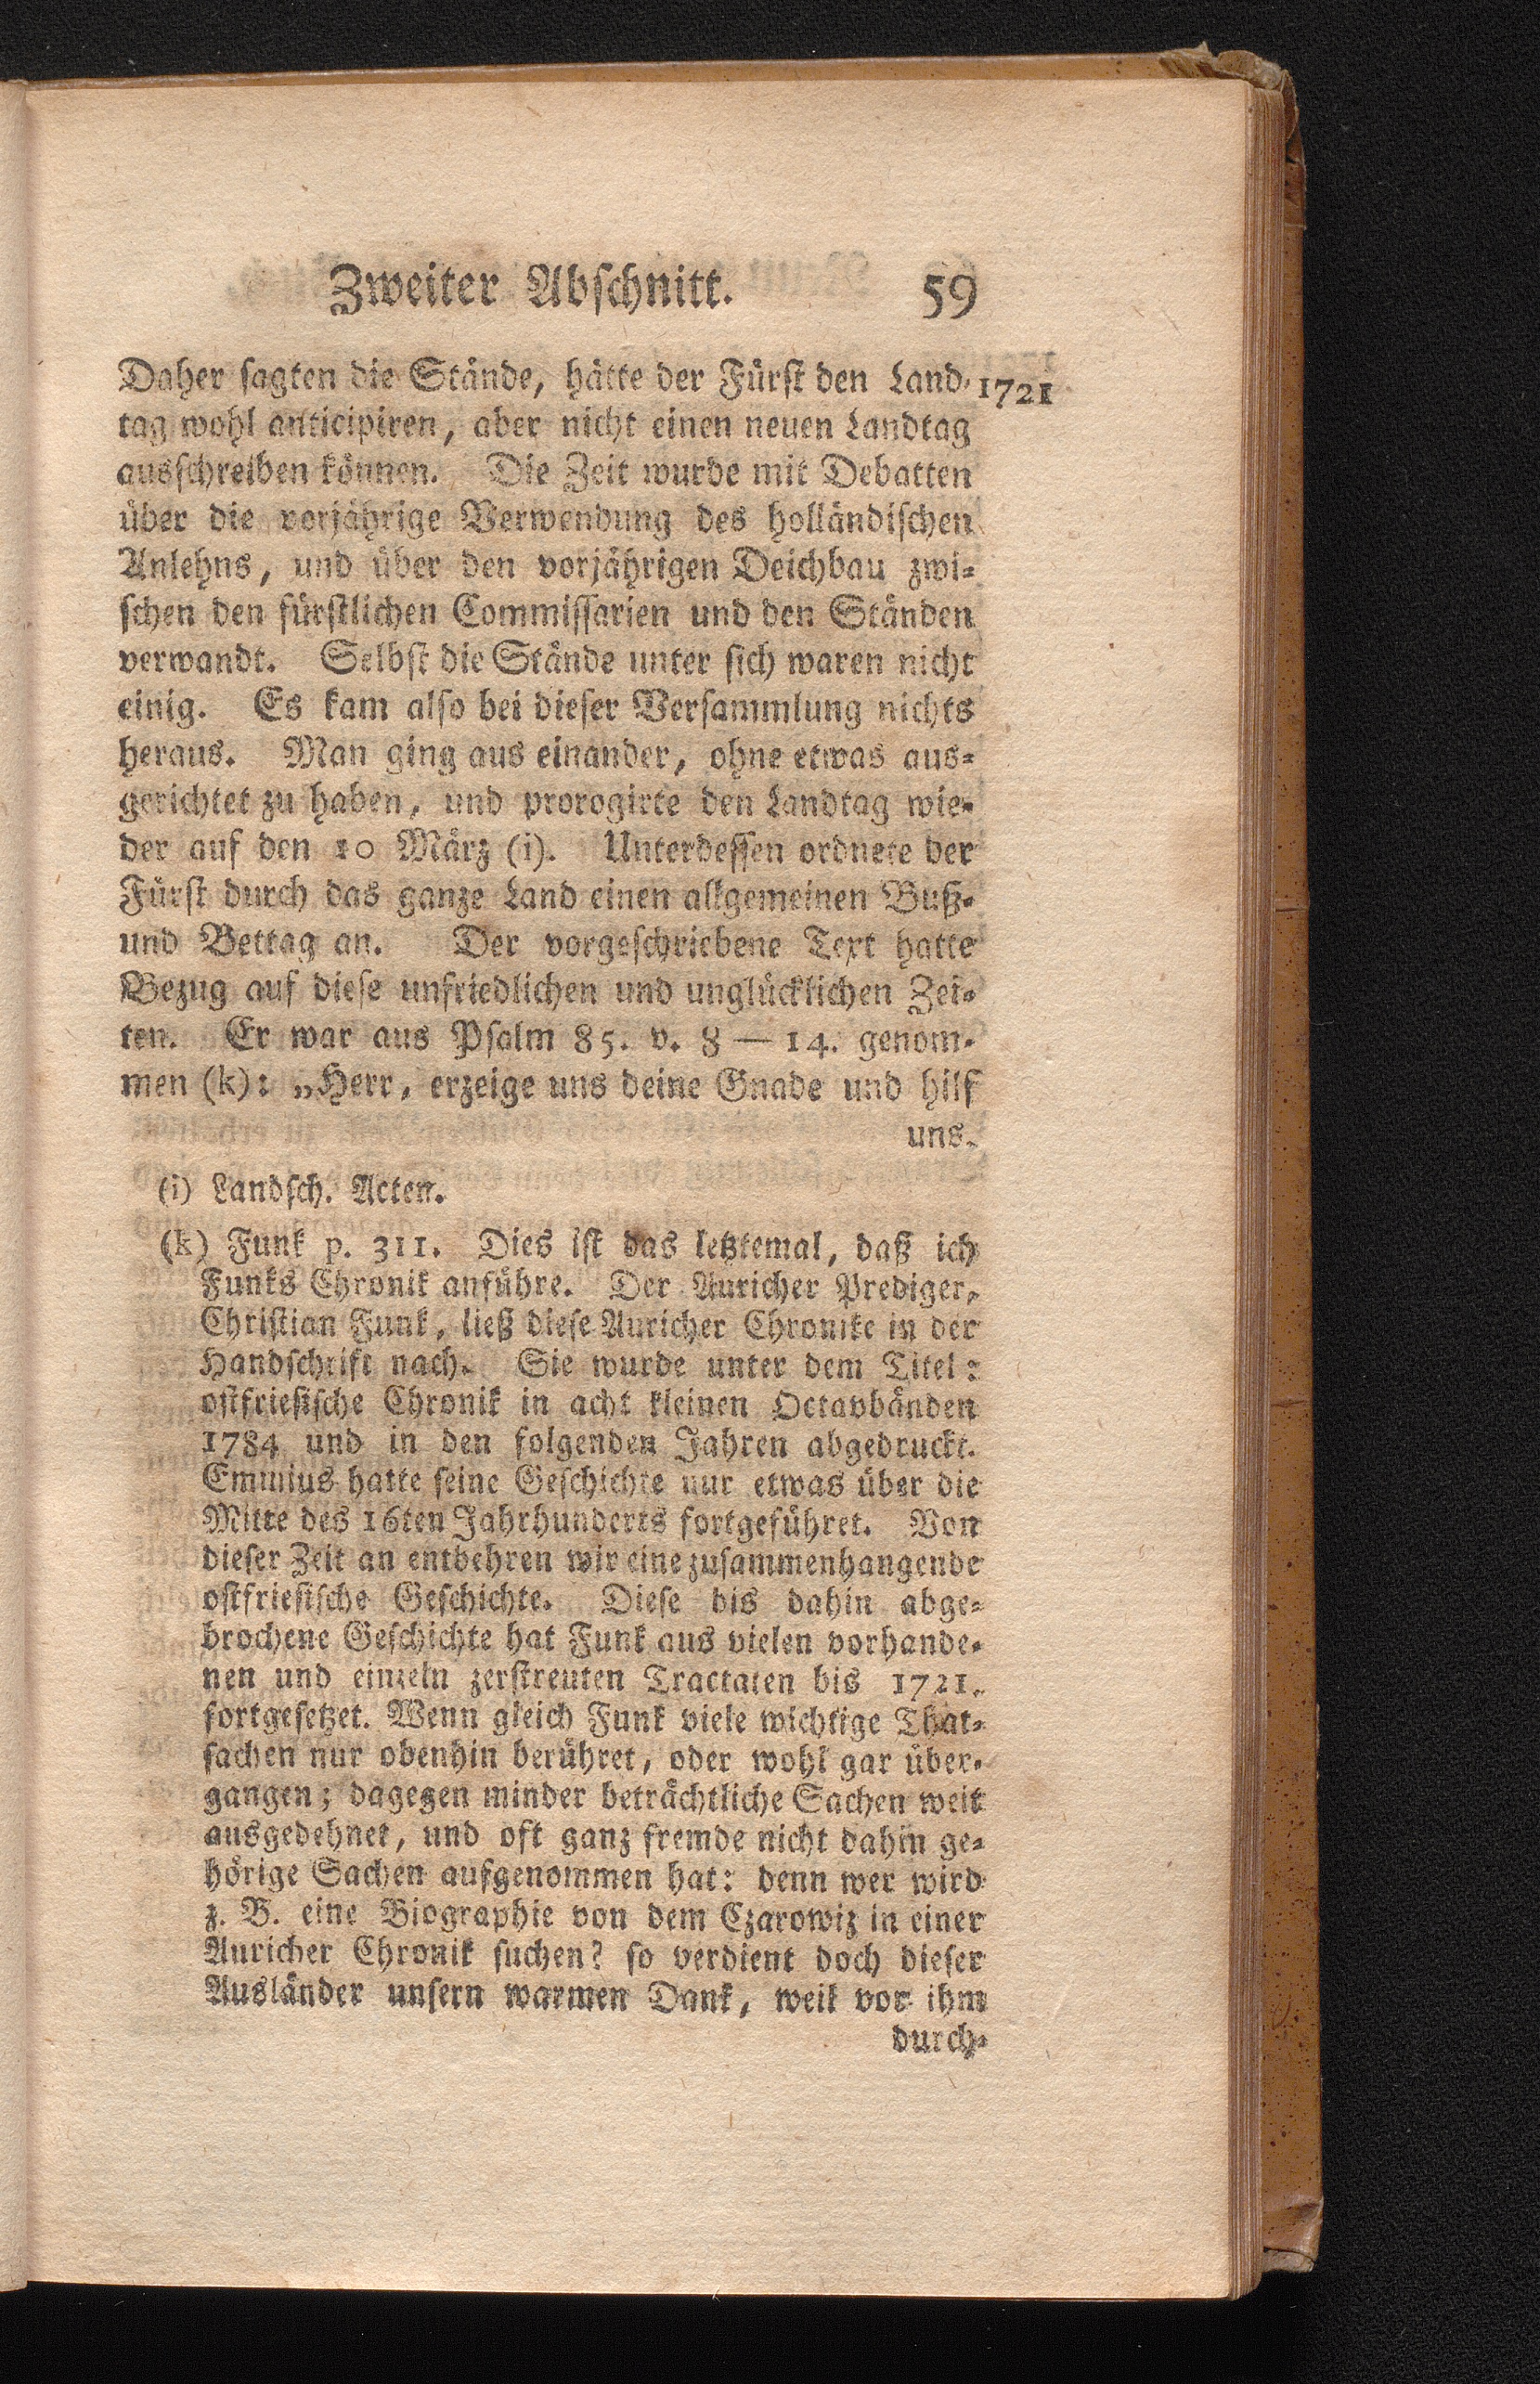 Zweiter Abschnitt. 59
Daher sagten die Stände, hätte der Fürst den Land- 1721
tag wohl anticipiren, aber nicht einen neuen Landtag
ausschreiben können. Die Zeit wurde mit Debatten
über die vorjährige Verwendung des holländischen
Anlehns, und über den vorjährigen Deichbau zwi-
schen den fürstlichen Commissarien und den Ständen
verwandt. Selbst die Stände unter sich waren nicht
einig. Es kam also bei dieser Versammlung nichts
heraus. Man ging aus einander, ohne etwas aus-
gerichtet zu haben, und prorogirte den Landtag wie-
der auf den 10 März (i). Unterdessen ordnete der
Fürst durch das ganze Land einen allgemeinen Buß-
und Bettag an. Der vorgeschriebene Text hatte
Bezug auf diese unfriedlichen und unglücklichen Zei-
ten. Er war aus Psalm 85. v. 8 — 14. genom-
men (k): „Herr, erzeige uns deine Gnade und hilf
uns.
(i) Landsch. Acten.
(k) Funk p. 311. Dies ist das letztemal, daß ich
Funks Chronik anführe. Der Auricher Prediger,
Christian Funk, ließ diese Auricher Chronike in der
Handschrift nach. Sie wurde unter dem Titel:
ostfriesische Chronik in acht kleinen Octavbänden
1784 und in den folgenden Jahren abgedruckt.
Emmius hatte seine Geschichte nur etwas über die
Mitte des 16ten Jahrhunderts fortgeführet. Von
dieser Zeit an entbehren wir eine zusammenhangende
ostfriesische Geschichte. Diese bis dahin abge-
brochene Geschichte hat Funk aus vielen vorhande-
nen und einzeln zerstreuten Tractaten bis 1721.
fortgesetzet. Wenn gleich Funk viele wichtige That-
sachen nur obenhin berühret, oder wohl gar über-
gangen; dagegen minder beträchtliche Sachen weit
ausgedehnet, und oft ganz fremde nicht dahin ge-
hörige Sachen aufgenommen hat: denn wer wird
z. B. eine Biographie von dem Czarowiz in einer
Auricher Chronik suchen? so verdient doch dieser
Ausländer unsern warmen Dank, weil vor ihm
durch-